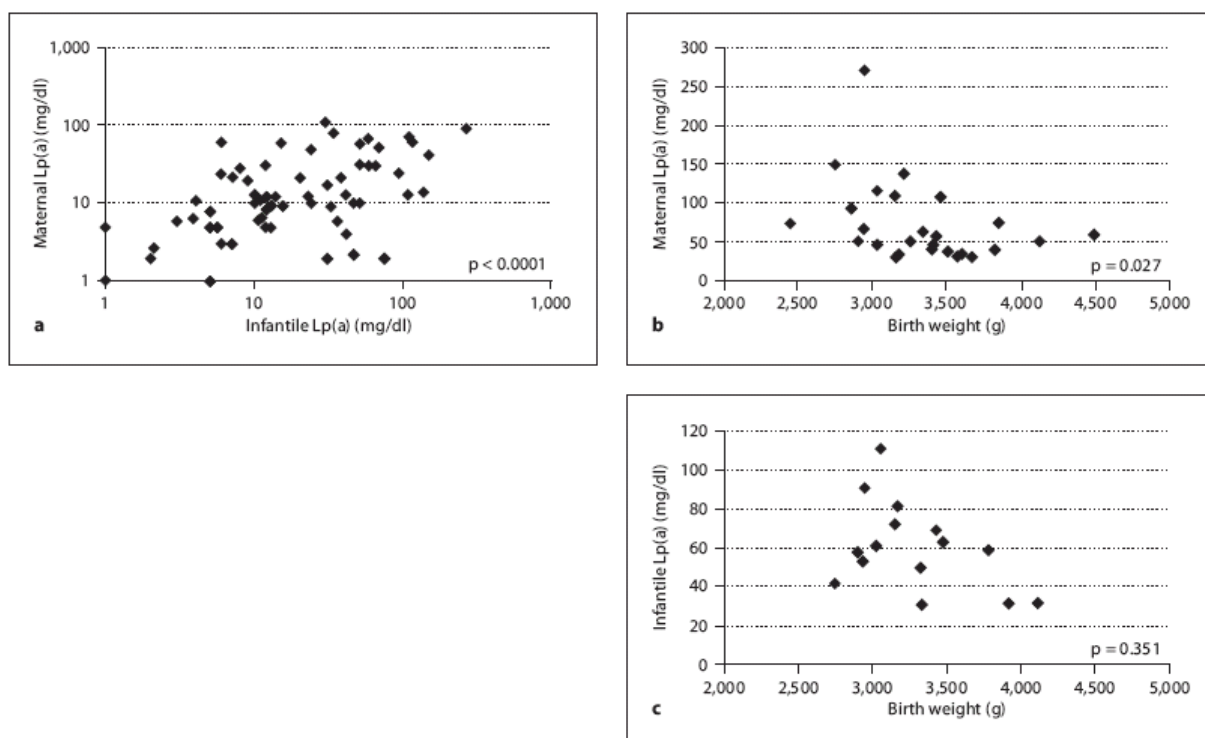 1,000
100
10
1
Maternal Lp(a) (mg/dl)
p < 0.0001
1 10 100 1,000
Infantile Lp(a) (mg/dl)
a
300
250
200
150
100
50
0
Maternal Lp(a) (mg/dl)
p = 0.027
2,000 2,500 3,000 3,500 4,000 4,500 5,000
Birth weight (g)
b
120
100
80
60
40
20
0
Infantile Lp(a) (mg/dl)
p = 0.351
2,000 2,500 3,000 3,500 4,000 4,500 5,000
Birth weight (g)
c